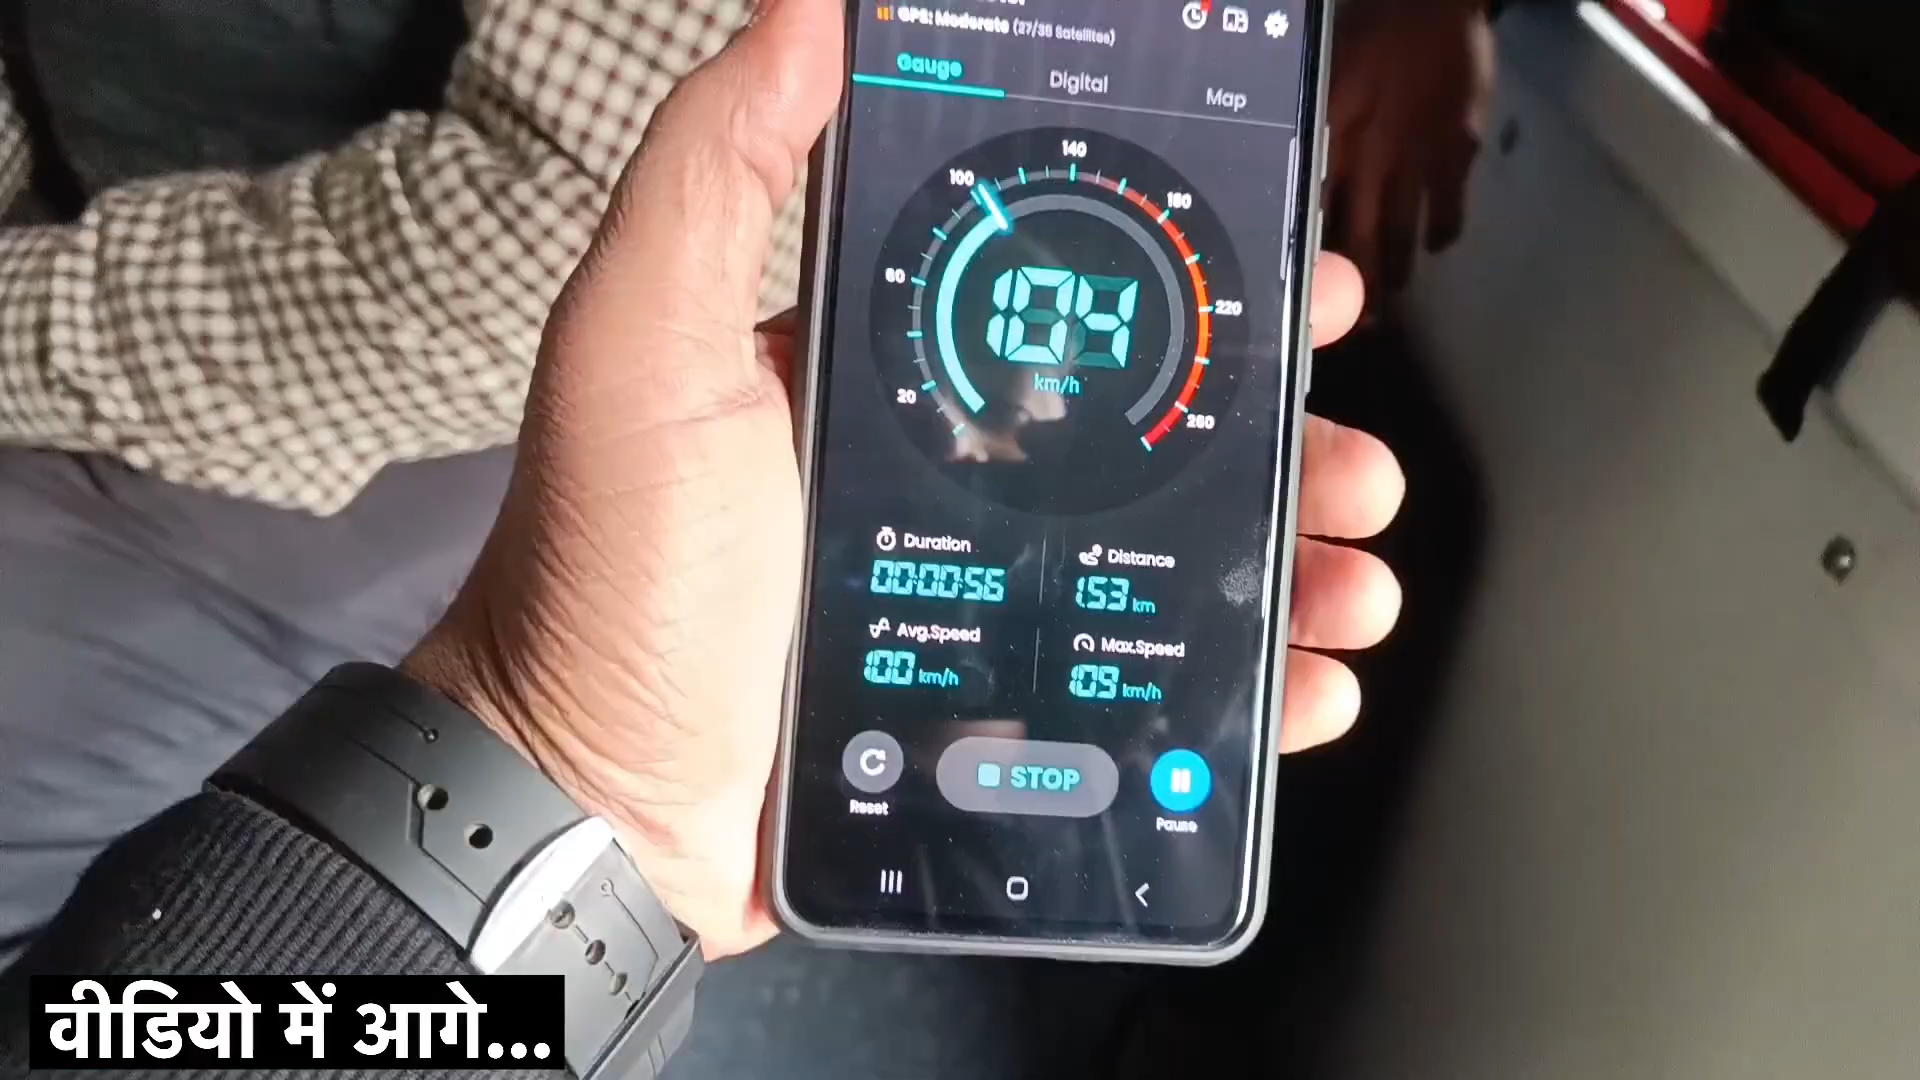 GPS: Moderate (27/36 Satellites)
Gauge
Digital
Map
140
100
180
60
220
20
260
104
km/h
Duration
00:00:56
Distance
1.53 km
Avg.Speed
100 km/h
Max.Speed
109 km/h
Reset
STOP
Pause
वीडियो में आगे...